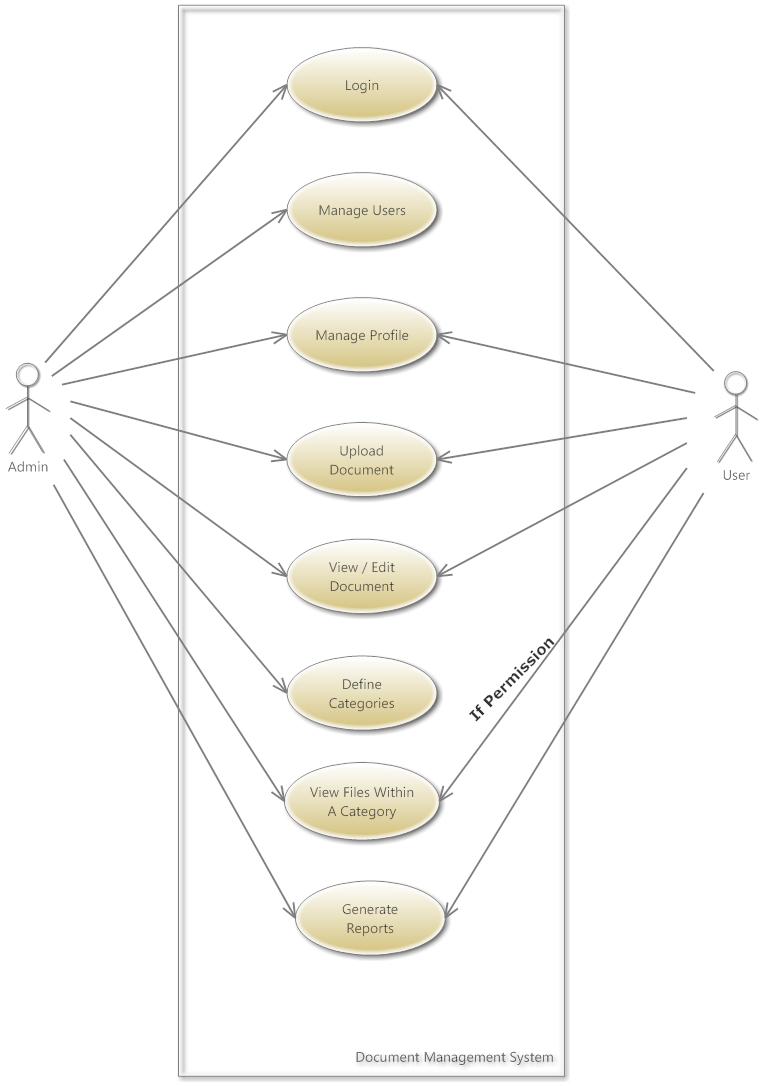 Login
Manage Users
Manage Profile
Admin
Upload
Document
User
View / Edit
Document
If Permission
Define
Categories
View Files Within
A Category
Generate
Reports
Document Management System